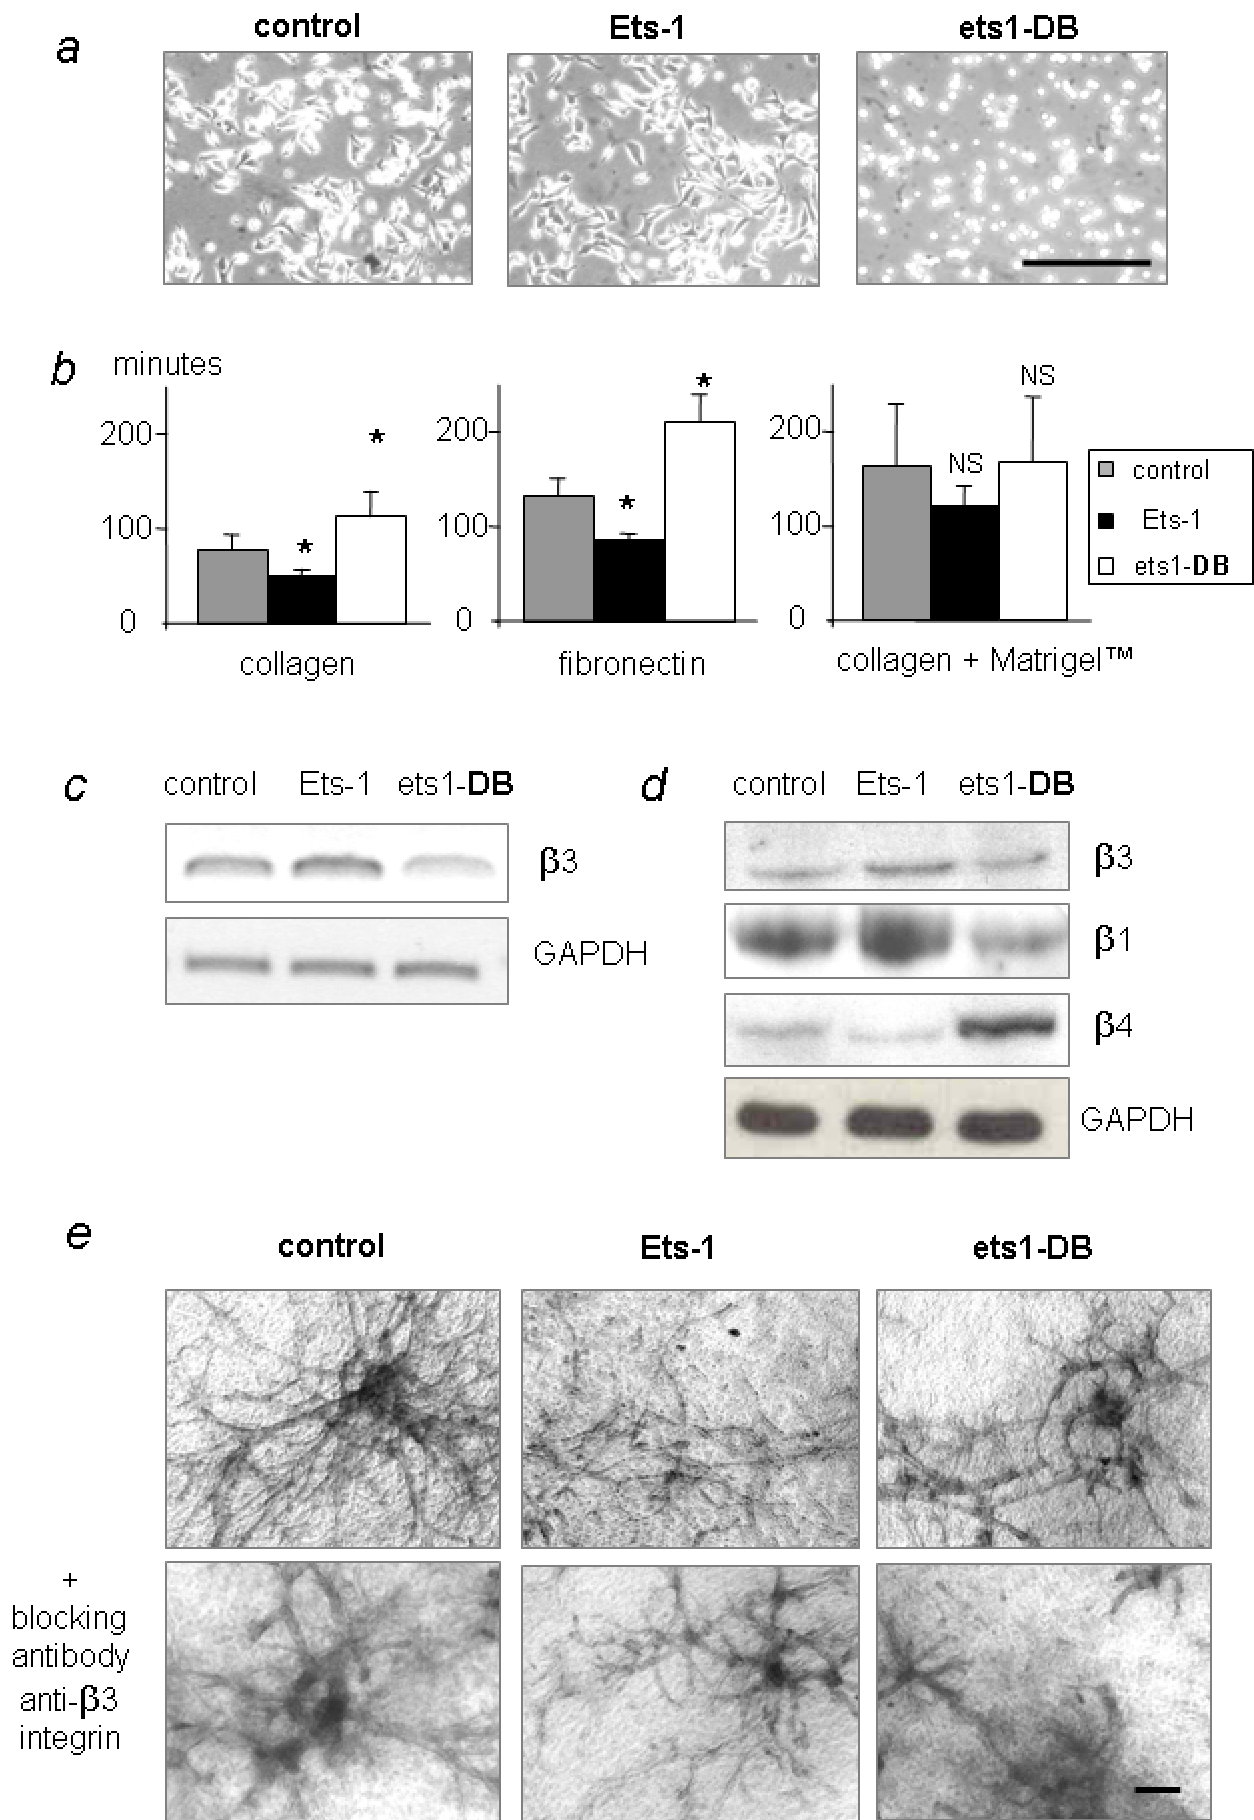 a
control Ets-1 ets1-DB
b
minutes
200
100
0
*
*
collagen
200
100
0
*
*
fibronectin
200
100
0
NS
NS
collagen + Matrigel™
control
Ets-1
ets1-DB
c
control Ets-1 ets1-DB
β3
GAPDH
d
control Ets-1 ets1-DB
β3
β1
β4
GAPDH
e
control Ets-1 ets1-DB
+
blocking
antibody
anti-β3
integrin